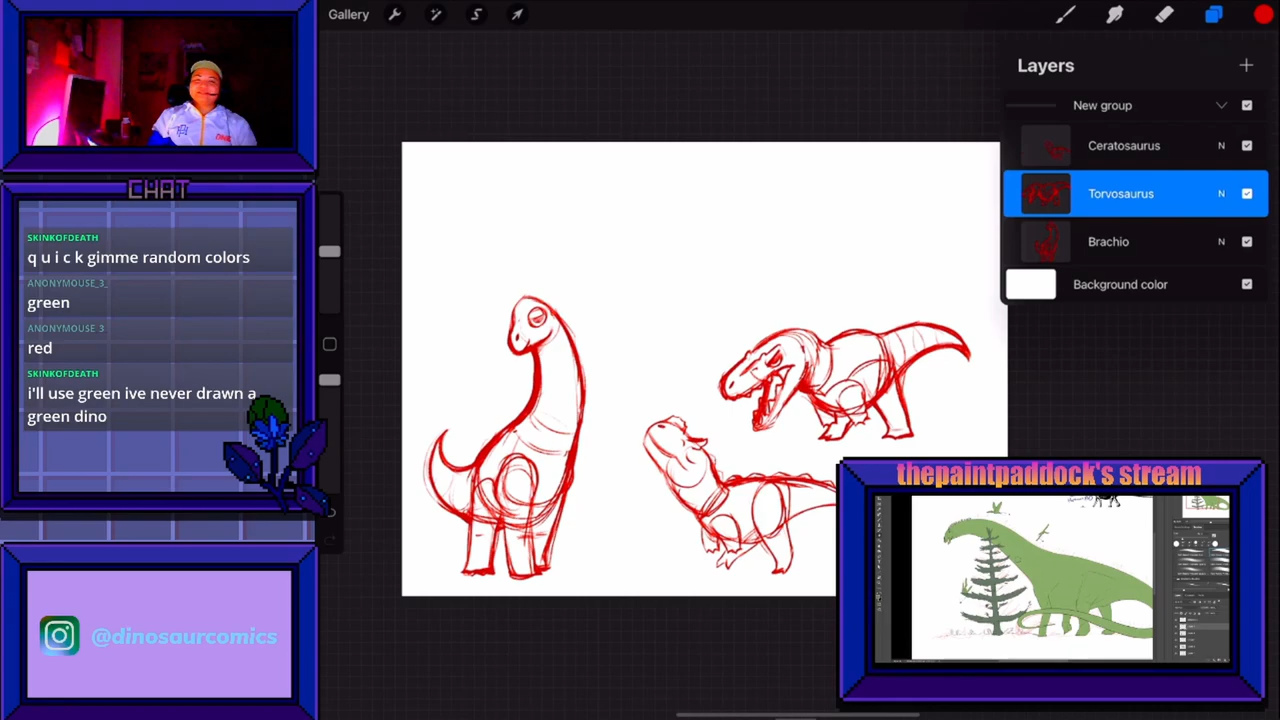 Gallery
Layers
New group
Ceratosaurus N
Torvosaurus N
Brachio N
Background color
CHAT
SKINKOFDEATH
q u i c k gimme random colors
ANONYMOUSE_3_
green
ANONYMOUSE 3
red
SKINKOFDEATH
i'll use green ive never drawn a
green dino
thepaintpaddock's stream
@dinosaurcomics